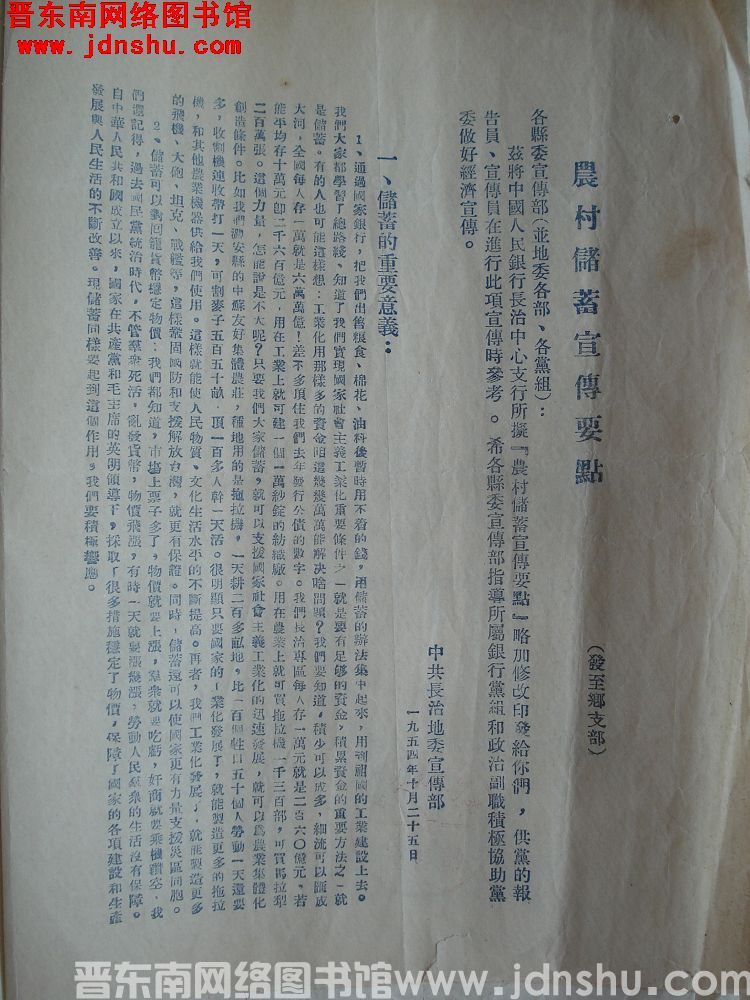 晋东南网络图书馆
www.jdnshu.com
農村儲蓄宣傳要點
(發至鄉支部)
各縣委宣傳部(並地委各部、各黨組):
茲將中國人民銀行長治中心支行所擬『農村儲蓄宣傳要點』略加修改印發給你們,供黨的報
告員、宣傳員在進行此項宣傳時參考。希各縣委宣傳部指導所屬銀行黨組和政治副職積極協助黨
委做好經濟宣傳。
中共長治地委宣傳部
一九五四年十月二十五日
一、儲蓄的重要意義:
1、通過國家銀行,把我們出售粮食、棉花、油料後暫時用不着的錢,用儲蓄的辦法集中起來,用到祖國的工業建設上去。
我們大家都學習了總路綫、知道了我們實現國家社會主義工業化重要條件之一就是要有足够的資金,積累資金的重要方法之一就
是儲蓄。有的人也可能這樣想:工業化用那樣多的資金咱這幾幾萬萬能解决啥問題?我們要知道,積少可以成多,細流可以匯成
大河,全國每人存一萬就是六萬萬億!差不多頂住我們去年發行公債的數字。我們長治專區每人存一萬元就是二百六〇億元,若
能平均存十萬元卽二千六百億元,用在工業上就可建一個一萬紗錠的紡織廠。用在農業上就可買拖拉機一千三百部,可買馬拉犁
二百萬張。這個力量,怎能說是不大呢?只要我們大家儲蓄,就可以支援國家社會主義工業化的迅速發展,就可以爲農業集體化
創造條件。比如我們潞安縣的中蘇友好集體農莊,種地用的是拖拉機,一天耕二百多畝地,比一百個牲口五十個人勞動一天還要
多,收割機連收帶打一天,可割麥子五百五十畝,頂一百多人幹一天活。很明顯只要國家的工業化發展了,就能製造更多的拖拉
機,和其他農業機器供給我們使用。這樣就能使人民物質、文化生活水平的不斷提高。再者,我們工業化發展了,就能製造更多
的飛機、大砲、坦克、戰艦等,這樣鞏固國防和支援解放台灣,就更有保證。同時,儲蓄還可以使國家更有力量支援災區同胞。
2、儲蓄可以對回籠貨幣穩定物價:我們都知道,市場上票子多了,物價就要上漲,羣衆就要吃虧,奸商就要乘機鑽空。我
們還記得,過去國民黨統治時代,不管羣衆死活,亂發貨幣,物價飛漲,有時一天就要漲幾漲,勞動人民羣衆的生活沒有保障。
自中華人民共和國成立以來,國家在共產黨和毛主席的英明領導下,採取了很多措施穩定了物價,保障了國家的各項建設和生產
發展與人民生活的不斷改善。現儲蓄同樣要起到這個作用,我們要積極響應。
晋东南网络图书馆 www.jdnshu.com